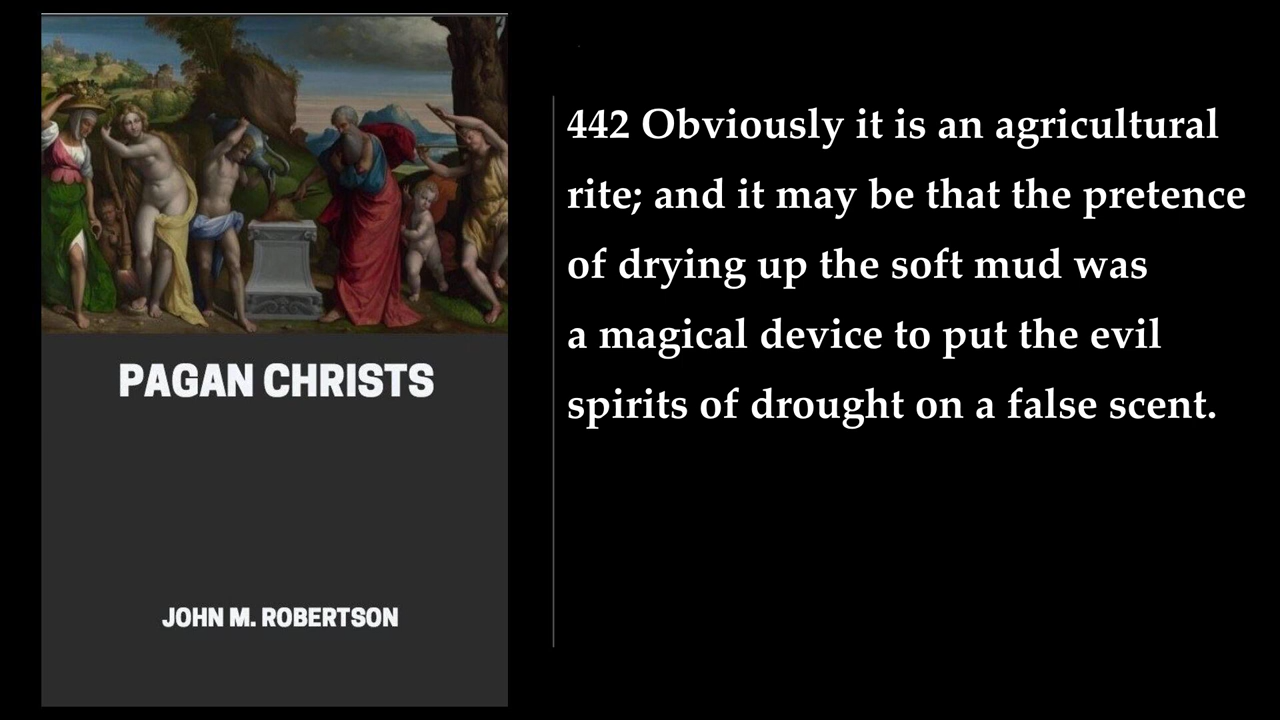 PAGAN CHRISTS
JOHN M. ROBERTSON
442 Obviously it is an agricultural
rite; and it may be that the pretence
of drying up the soft mud was
a magical device to put the evil
spirits of drought on a false scent.